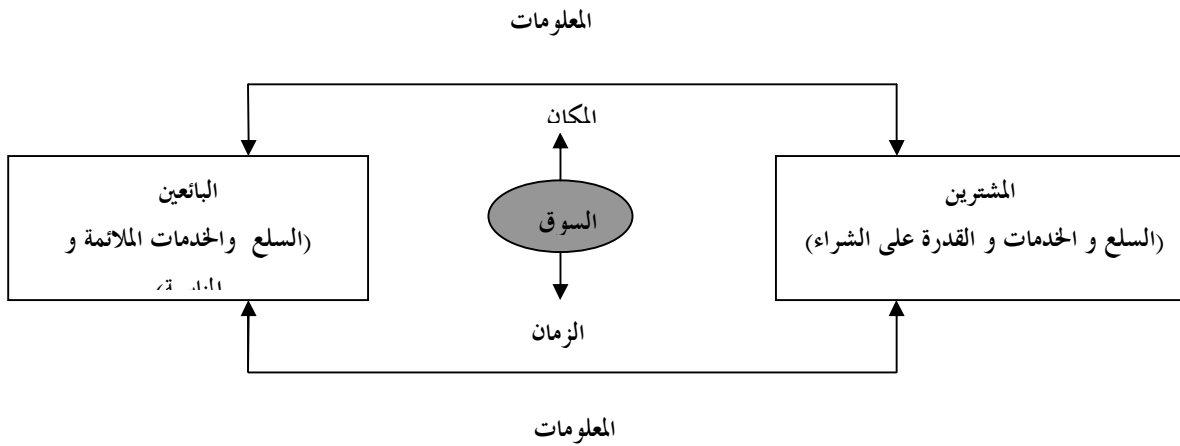 المعلومات
المكان
المشترين
(السلع و الخدمات و القدرة على الشراء)
السوق
البائعين
(السلع والخدمات الملائمة و
الزمان
المعلومات